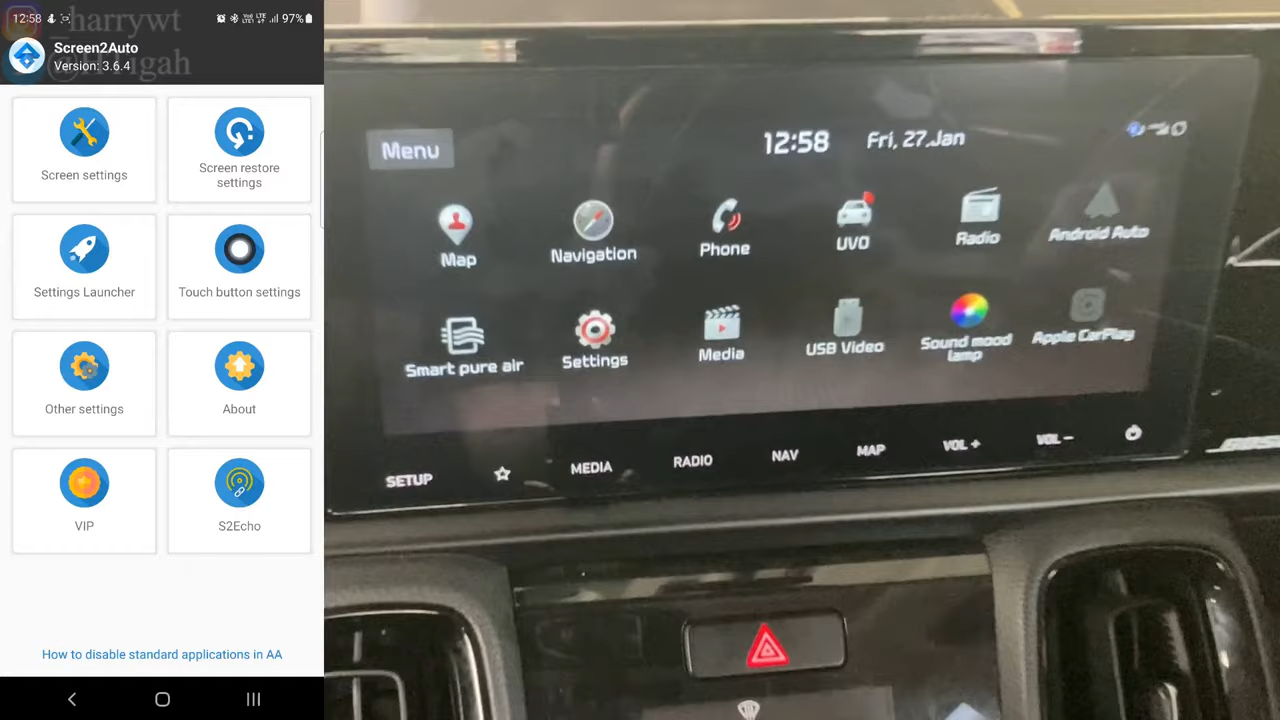 12:58
97%
_harrywt
Screen2Auto
Version: 3.6.4
Screen settings
Screen restore
settings
Settings Launcher
Touch button settings
Other settings
About
VIP
S2Echo
How to disable standard applications in AA
Menu
12:58
Fri, 27.Jan
Map
Navigation
Phone
UVO
Radio
Android Auto
Smart pure air
Settings
Media
USB Video
Sound mood
lamp
Apple CarPlay
SETUP
MEDIA
RADIO
NAV
MAP
VOL +
VOL −